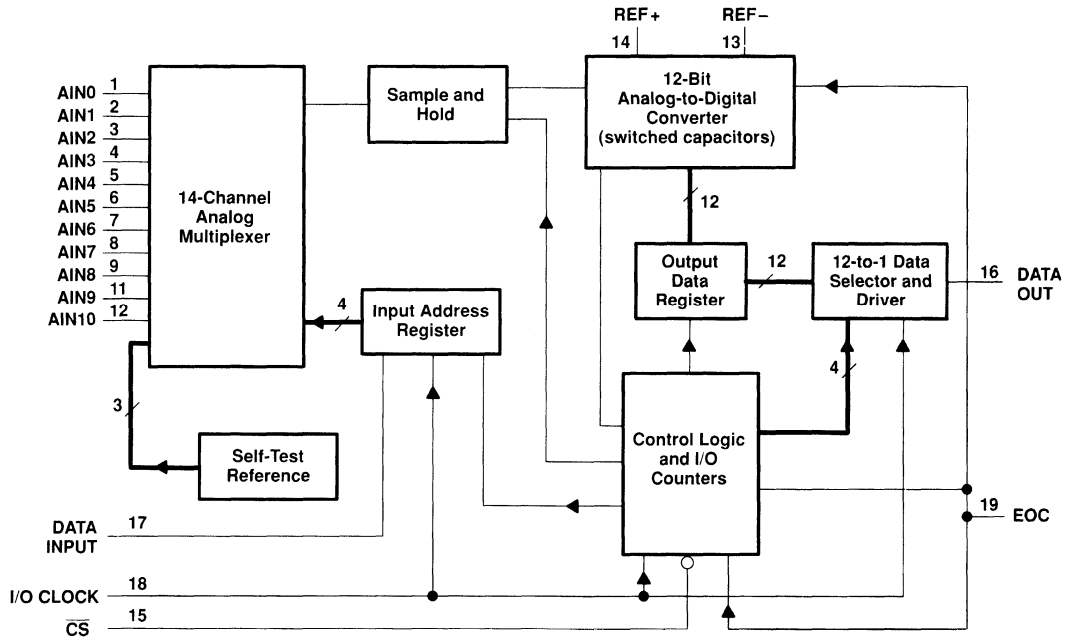 REF+
REF−
14
13
12-Bit
Analog-to-Digital
Converter
(switched capacitors)
Sample and
Hold
14-Channel
Analog
Multiplexer
AIN0 1
AIN1 2
AIN2 3
AIN3 4
AIN4 5
AIN5 6
AIN6 7
AIN7 8
AIN8 9
AIN9 11
AIN10 12
12
Output
Data
Register
12
12-to-1 Data
Selector and
Driver
16
DATA
OUT
4
Input Address
Register
4
3
Self-Test
Reference
Control Logic
and I/O
Counters
19
EOC
DATA
INPUT
17
I/O CLOCK
18
CS
15